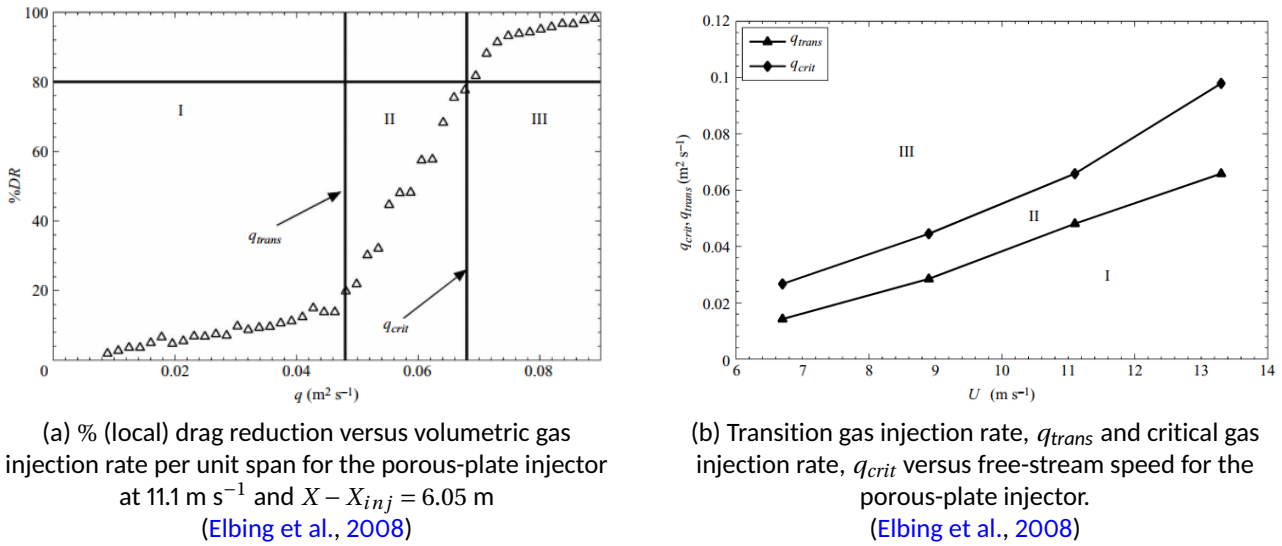 100
80
60
40
20
0
%DR
I
II
III
q_trans
q_crit
0
0.02
0.04
0.06
0.08
q (m² s⁻¹)
(a) % (local) drag reduction versus volumetric gas
injection rate per unit span for the porous-plate injector
at 11.1 m s⁻¹ and X − X_inj = 6.05 m
(Elbing et al., 2008)
0.12
0.1
0.08
0.06
0.04
0.02
0
q_crit, q_trans (m² s⁻¹)
q_trans
q_crit
III
II
I
6
7
8
9
10
11
12
13
14
U (m s⁻¹)
(b) Transition gas injection rate, q_trans and critical gas
injection rate, q_crit versus free-stream speed for the
porous-plate injector.
(Elbing et al., 2008)